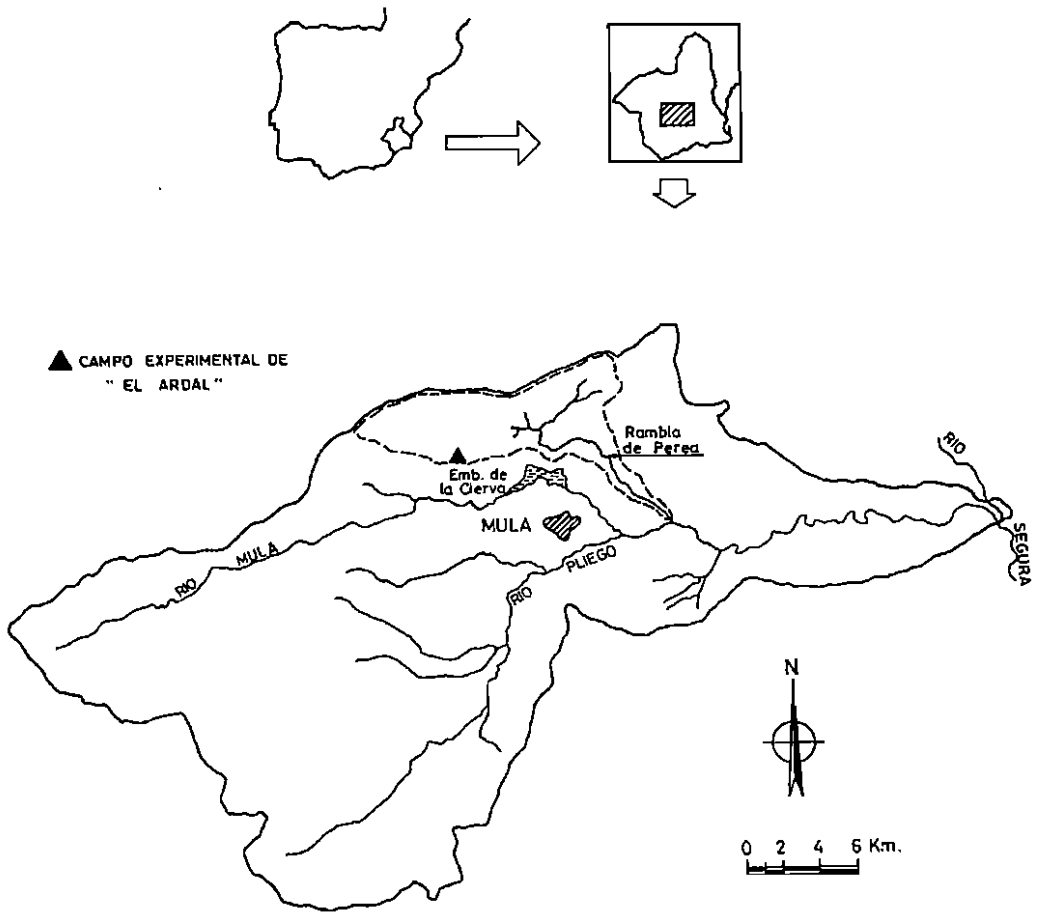 CAMPO EXPERIMENTAL DE
" EL ARDAL "
Rambla
de Perea
RIO
Emb. de
la Cierva
MULA
SEGURA
RIO MULA
RIO PLIEGO
N
0 2 4 6 Km.